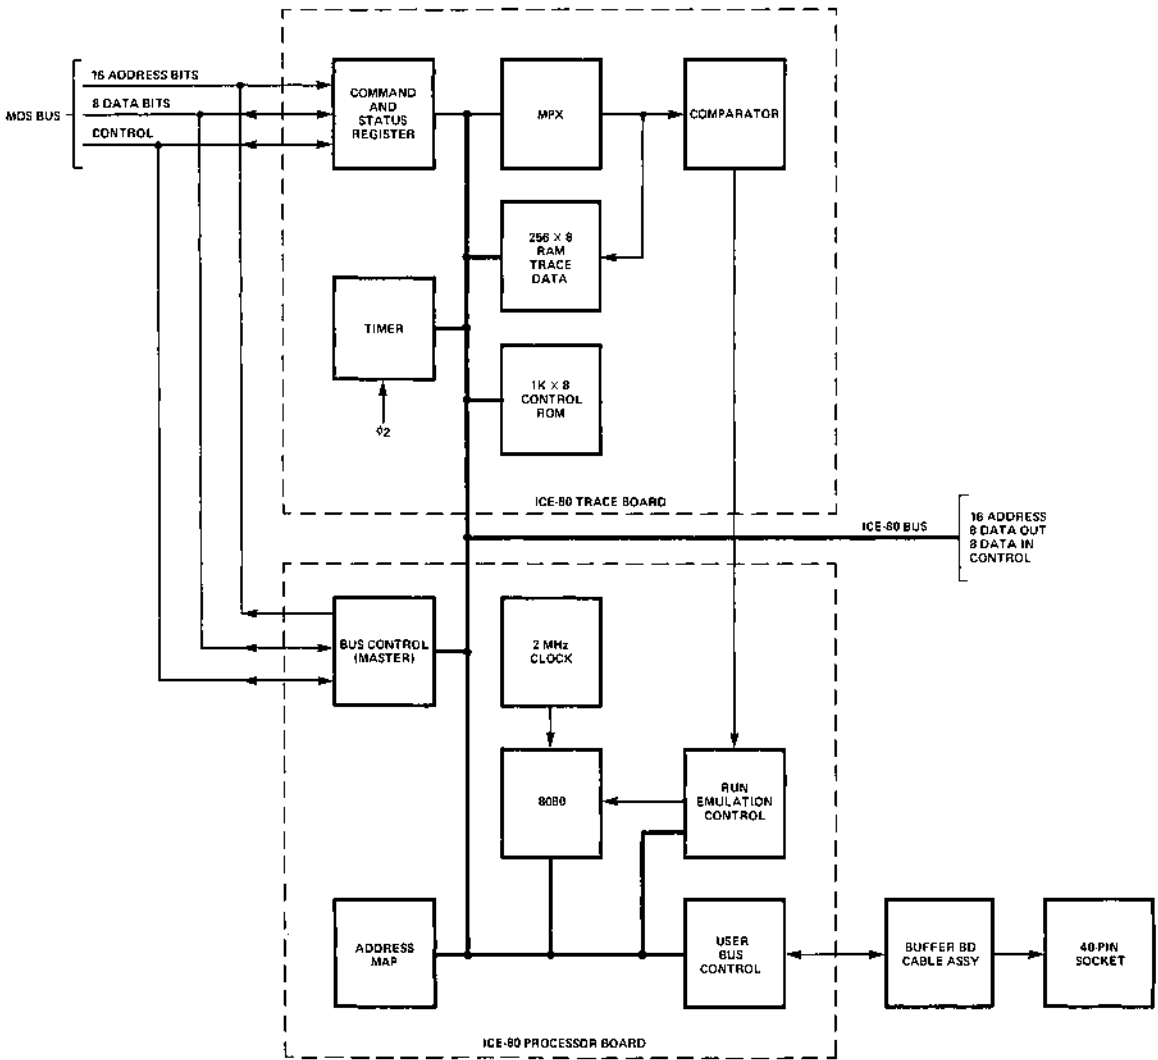 MDS BUS
16 ADDRESS BITS
8 DATA BITS
CONTROL
COMMAND
AND
STATUS
REGISTER
MPX
COMPARATOR
256 × 8
RAM
TRACE
DATA
TIMER
φ2
1K × 8
CONTROL
ROM
ICE-80 TRACE BOARD
ICE-80 BUS
16 ADDRESS
8 DATA OUT
8 DATA IN
CONTROL
BUS CONTROL
(MASTER)
2 MHz
CLOCK
8080
RUN
EMULATION
CONTROL
ADDRESS
MAP
USER
BUS
CONTROL
BUFFER BD
CABLE ASSY
40-PIN
SOCKET
ICE-80 PROCESSOR BOARD